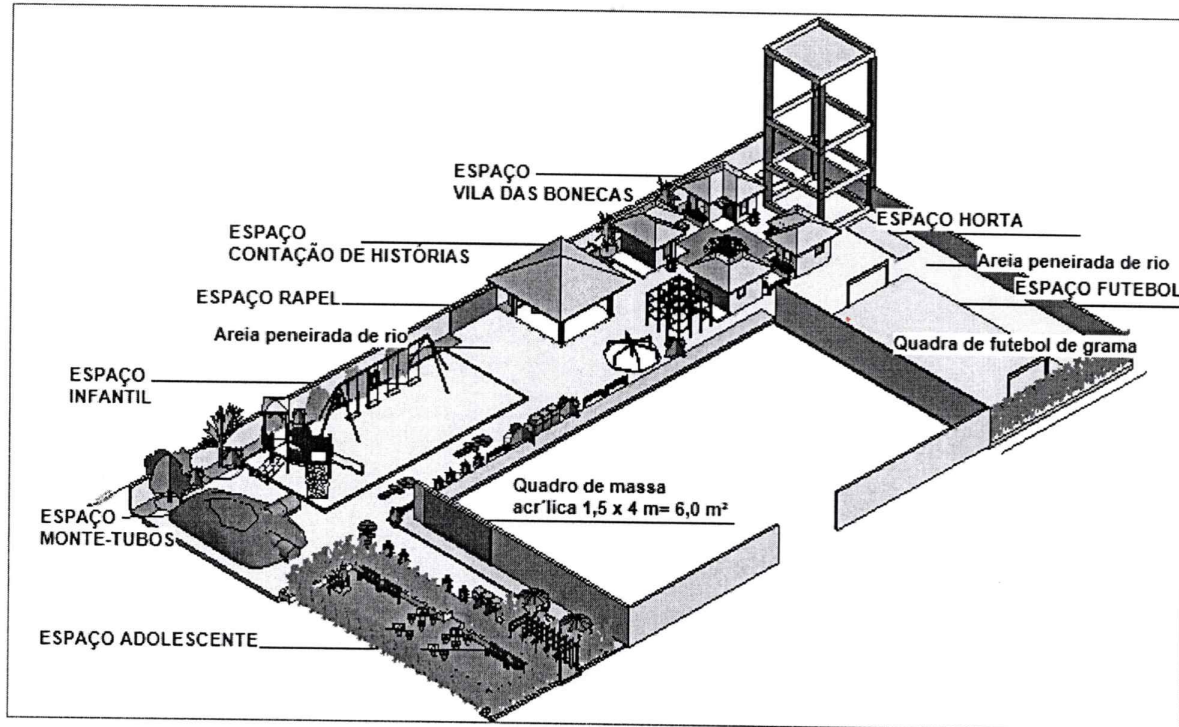 ESPAÇO
VILA DAS BONECAS
ESPAÇO
CONTAÇÃO DE HISTÓRIAS
ESPAÇO HORTA
Areia peneirada de rio
ESPAÇO RAPEL
ESPAÇO FUTEBOL
Areia peneirada de rio
Quadra de futebol de grama
ESPAÇO
INFANTIL
Quadro de massa
acr´lica 1,5 x 4 m= 6,0 m²
ESPAÇO
MONTE-TUBOS
ESPAÇO ADOLESCENTE